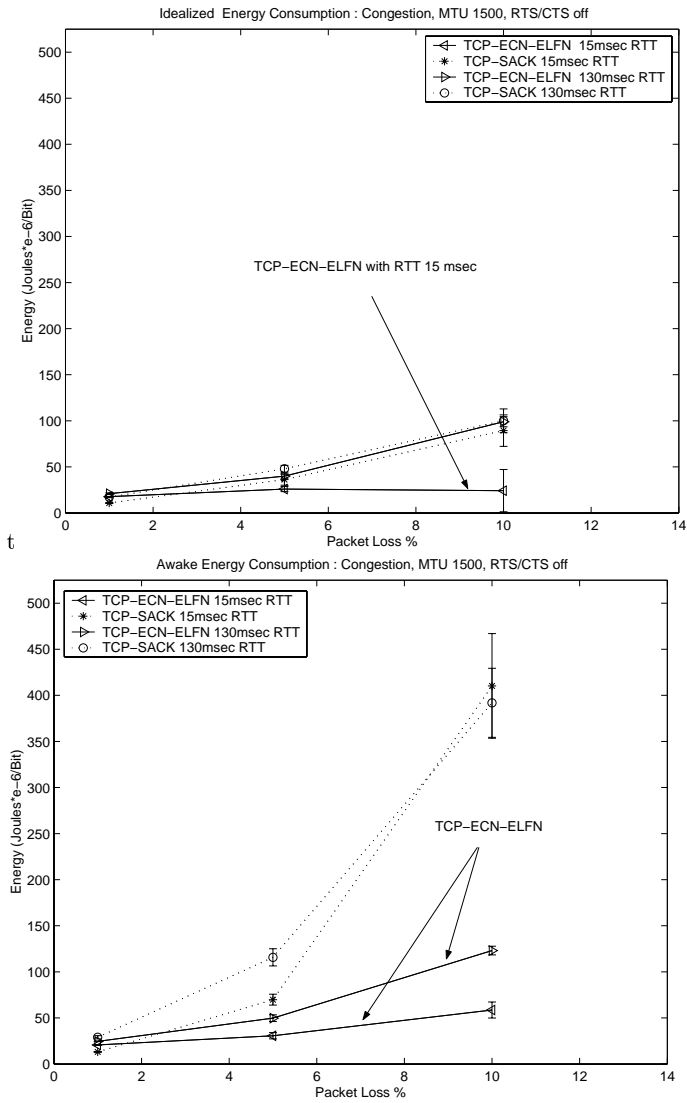 Idealized Energy Consumption : Congestion, MTU 1500, RTS/CTS off
500
450
400
350
300
250
200
150
100
50
0
Energy (Joules*e−6/Bit)
TCP−ECN−ELFN 15msec RTT
TCP−SACK 15msec RTT
TCP−ECN−ELFN 130msec RTT
TCP−SACK 130msec RTT
TCP−ECN−ELFN with RTT 15 msec
0 2 4 6 8 10 12 14
Packet Loss %
t
Awake Energy Consumption : Congestion, MTU 1500, RTS/CTS off
500
450
400
350
300
250
200
150
100
50
0
Energy (Joules*e−6/Bit)
TCP−ECN−ELFN 15msec RTT
TCP−SACK 15msec RTT
TCP−ECN−ELFN 130msec RTT
TCP−SACK 130msec RTT
TCP−ECN−ELFN
0 2 4 6 8 10 12 14
Packet Loss %